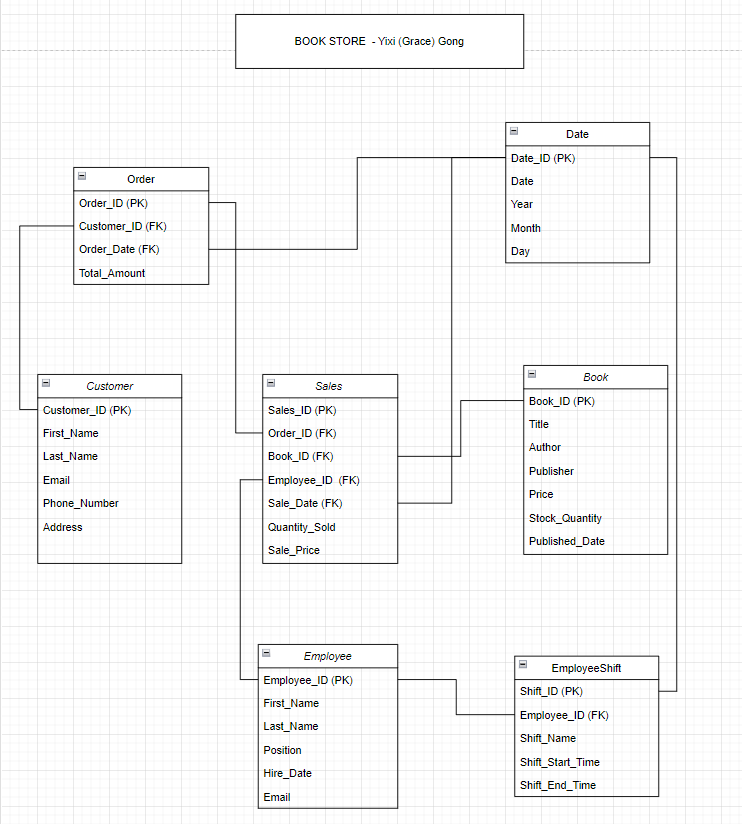 BOOK STORE - Yixi (Grace) Gong
Date
Date_ID (PK)
Date
Year
Month
Day
Order
Order_ID (PK)
Customer_ID (FK)
Order_Date (FK)
Total_Amount
Customer
Customer_ID (PK)
First_Name
Last_Name
Email
Phone_Number
Address
Sales
Sales_ID (PK)
Order_ID (FK)
Book_ID (FK)
Employee_ID (FK)
Sale_Date (FK)
Quantity_Sold
Sale_Price
Book
Book_ID (PK)
Title
Author
Publisher
Price
Stock_Quantity
Published_Date
Employee
Employee_ID (PK)
First_Name
Last_Name
Position
Hire_Date
Email
EmployeeShift
Shift_ID (PK)
Employee_ID (FK)
Shift_Name
Shift_Start_Time
Shift_End_Time